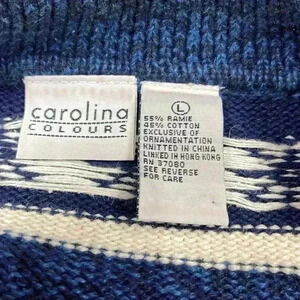 carolina
COLOURS
L
55% RAMIE
45% COTTON
EXCLUSIVE OF
ORNAMENTATION
KNITTED IN CHINA
LINKED IN HONG KONG
RN 37080
SEE REVERSE
FOR CARE